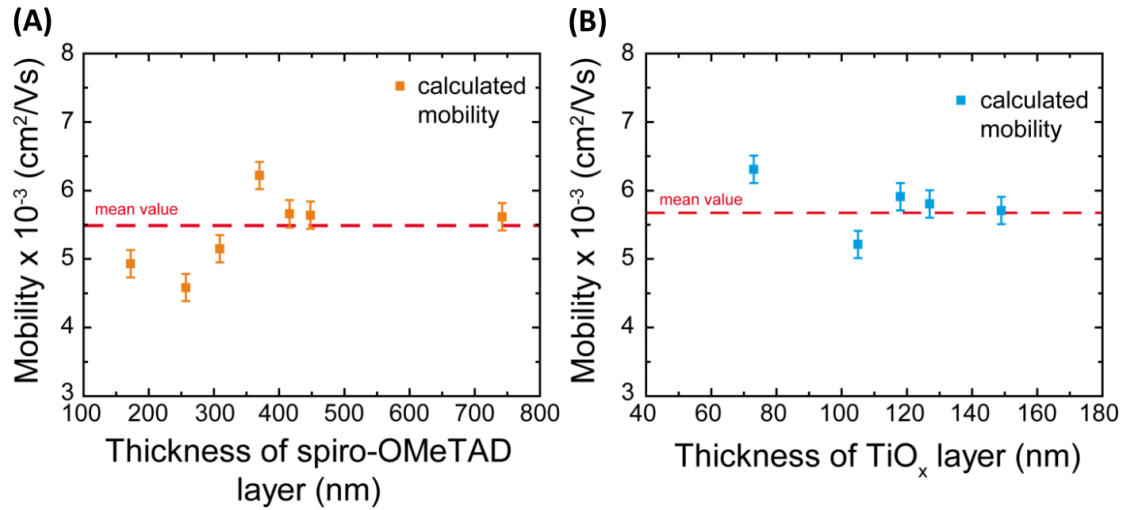 (A)
8
7
6
5
4
3
Mobility x 10⁻³ (cm²/Vs)
calculated
mobility
mean value
100 200 300 400 500 600 700 800
Thickness of spiro-OMeTAD
layer (nm)
(B)
8
7
6
5
4
3
Mobility x 10⁻³ (cm²/Vs)
calculated
mobility
mean value
40 60 80 100 120 140 160 180
Thickness of TiOₓ layer (nm)